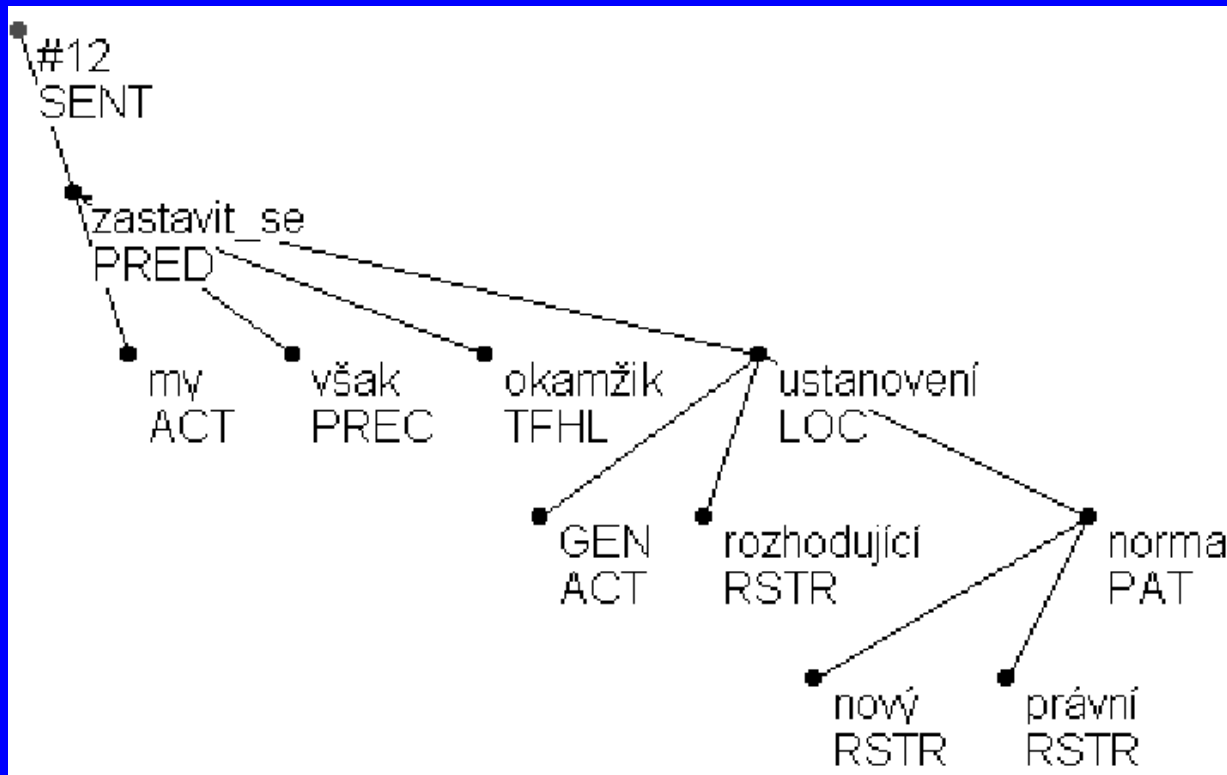 #12
SENT
zastavit_se
PRED
my
ACT
však
PREC
okamžik
TFHL
ustanovení
LOC
GEN
ACT
rozhodující
RSTR
norma
PAT
nový
RSTR
právní
RSTR